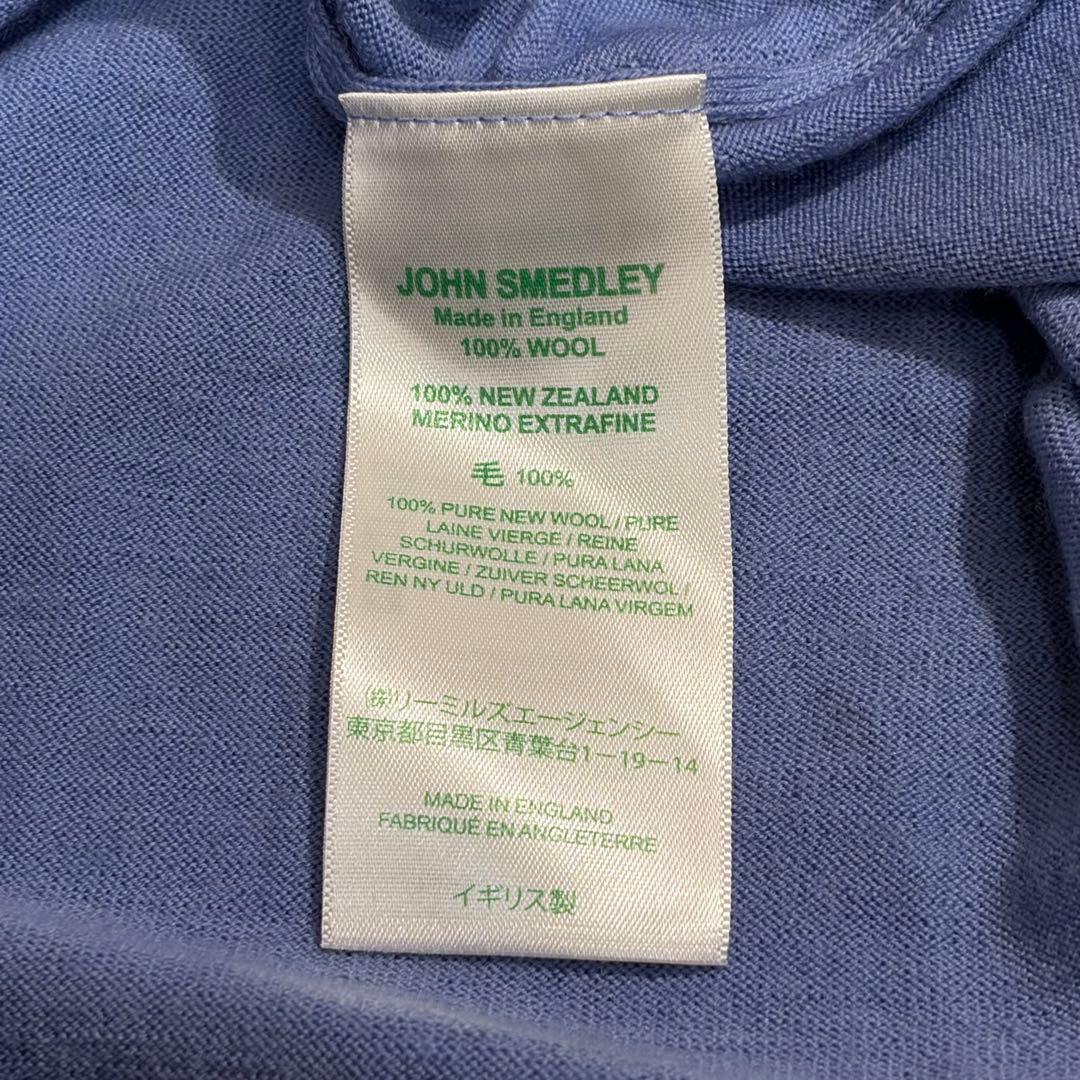 JOHN SMEDLEY
Made in England
100% WOOL
100% NEW ZEALAND
MERINO EXTRAFINE
毛 100%
100% PURE NEW WOOL / PURE
LAINE VIERGE / REINE
SCHURWOLLE / PURA LANA
VERGINE / ZUIVER SCHEERWOL /
REN NY ULD / PURA LANA VIRGEM
㈱リーミルズエージェンシー
東京都目黒区青葉台1-19-14
MADE IN ENGLAND
FABRIQUE EN ANGLETERRE
イギリス製